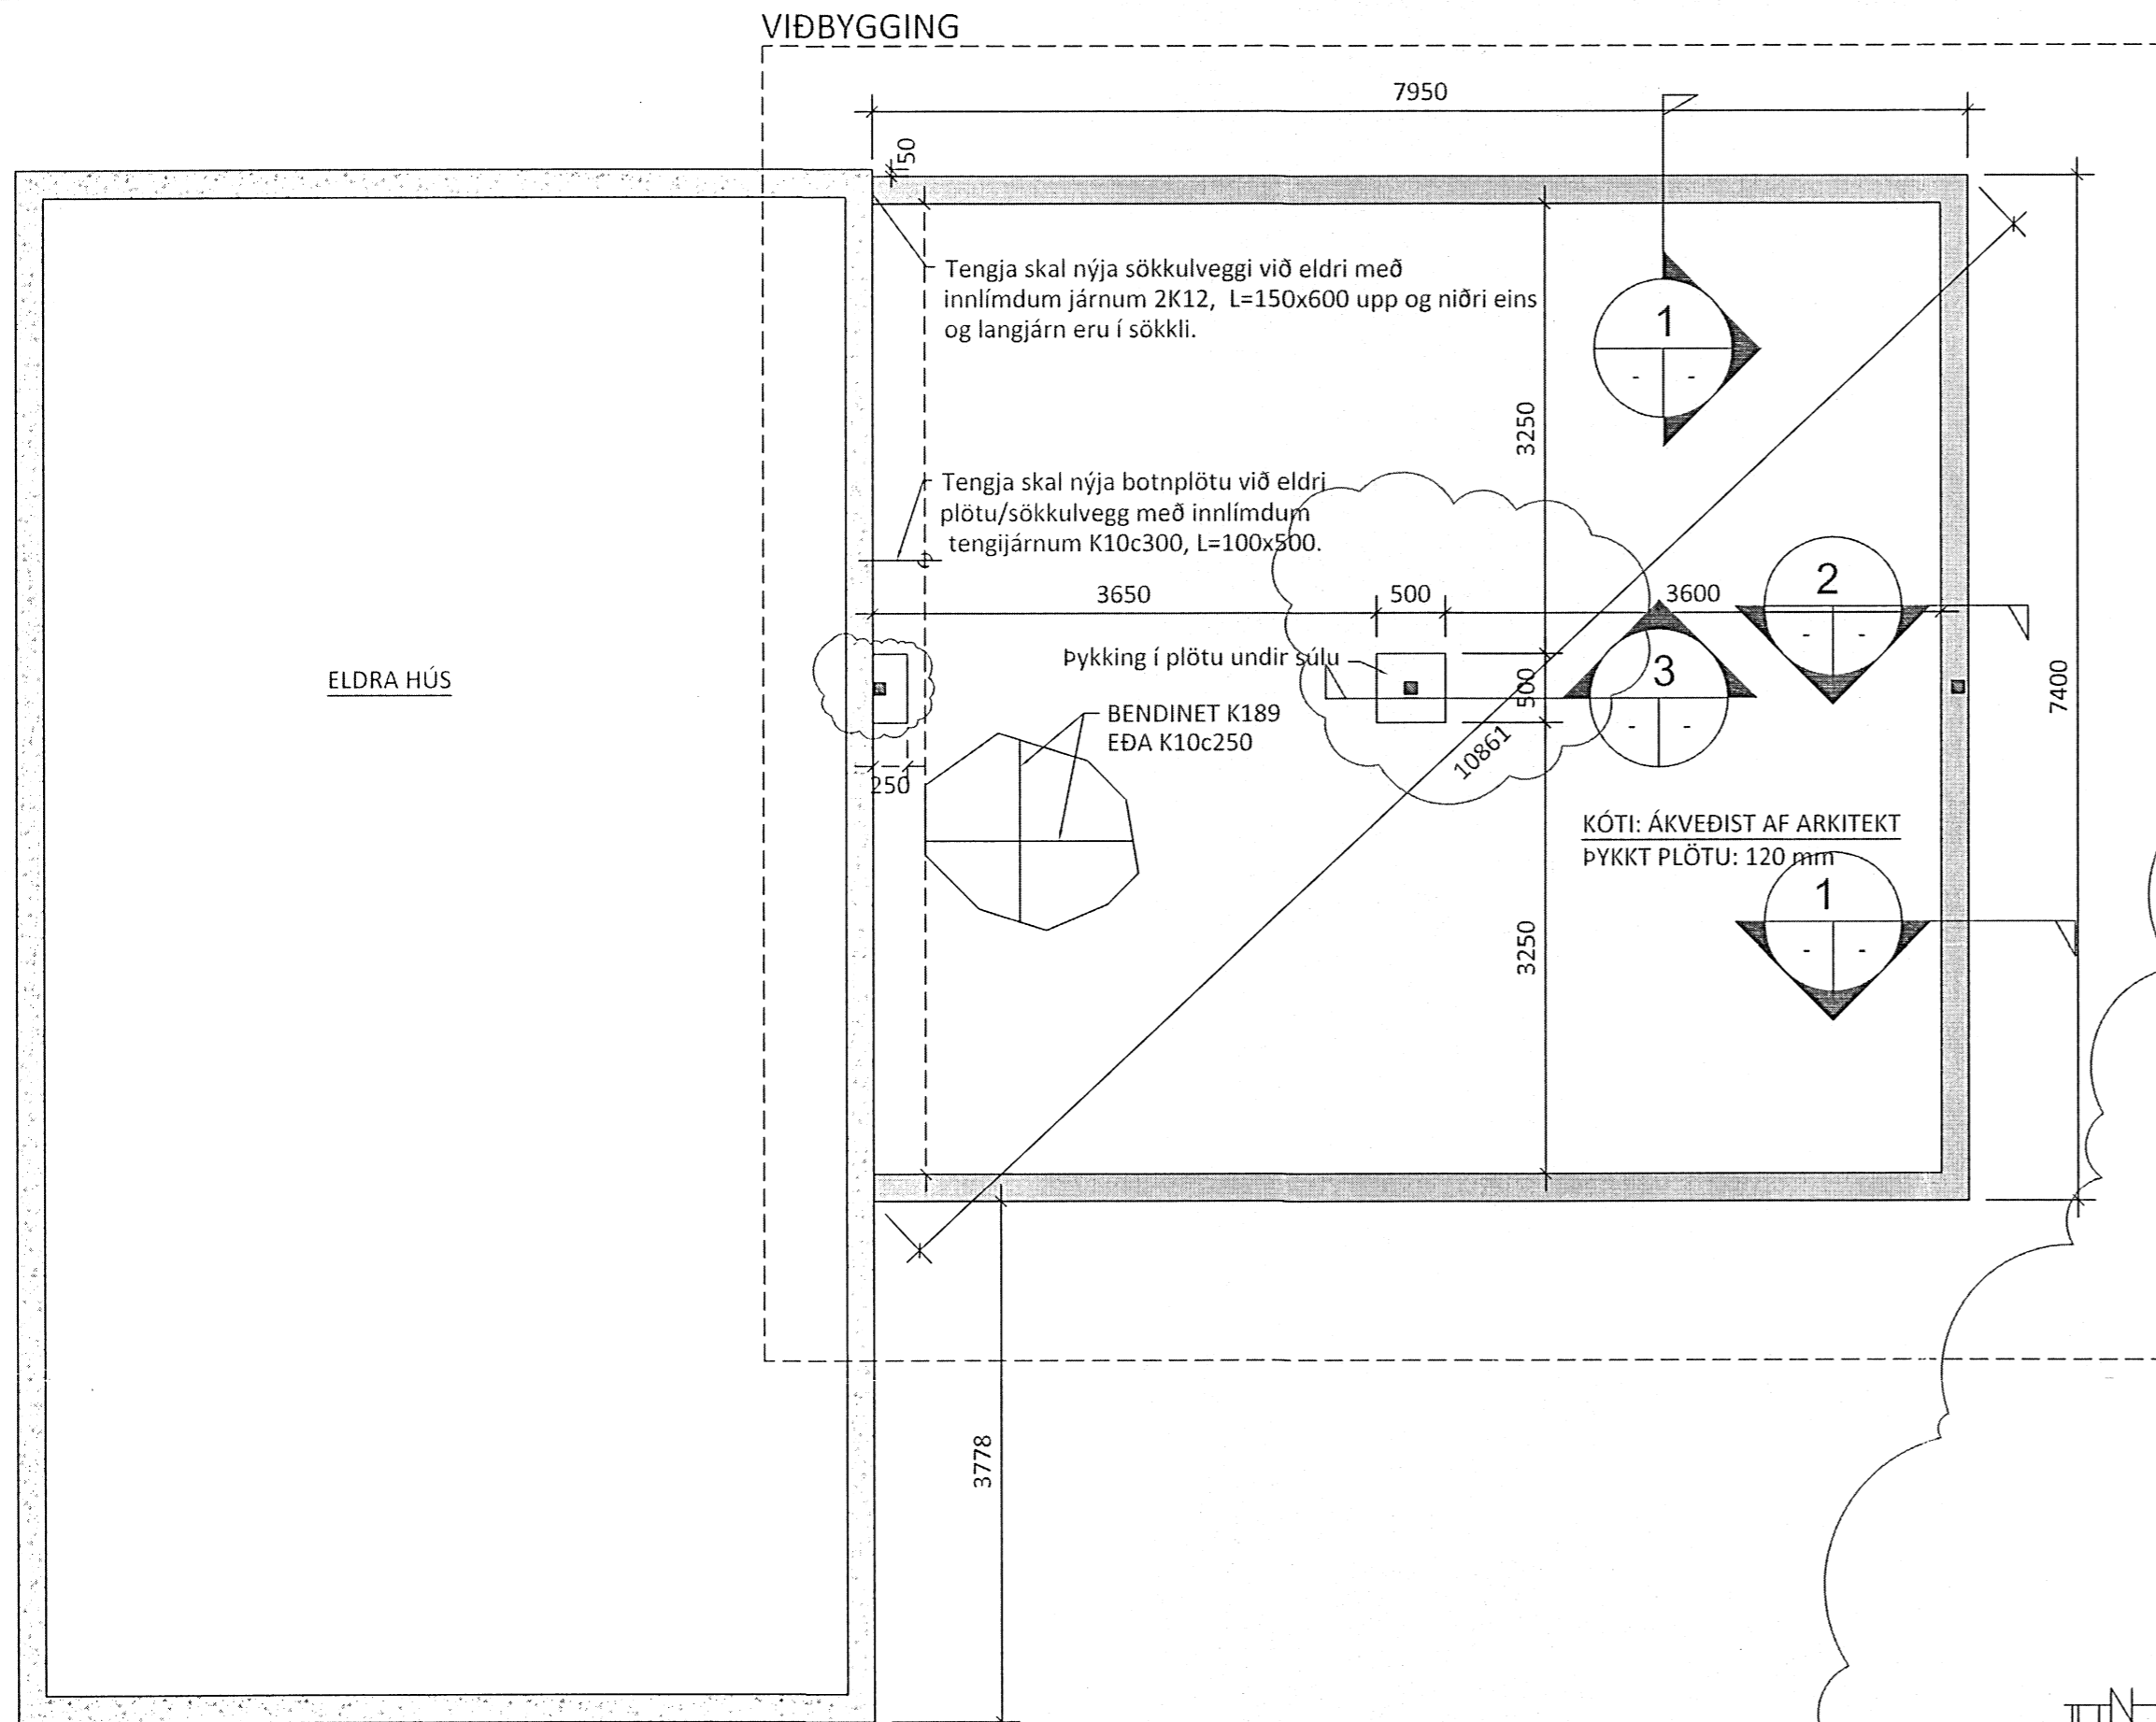 VIÐBYGGING
7950
150
Tengja skal nýja sökkulveggi við eldri með
innlímdum járnum 2K12, L=150x600 upp og niðri eins
og langjárn eru í sökkli.
1
- -
3250
Tengja skal nýja botnplötu við eldri
plötu/sökkulvegg með innlímdum
tengijárnum K10c300, L=100x500.
3650
500
3600
2
- -
Þykking í plötu undir súlu
500
3
- -
ELDRA HÚS
7400
BENDINET K189
EÐA K10c250
250
10861
KÓTI: ÁKVEÐIST AF ARKITEKT
ÞYKKT PLÖTU: 120 mm
1
- -
3250
3778
N